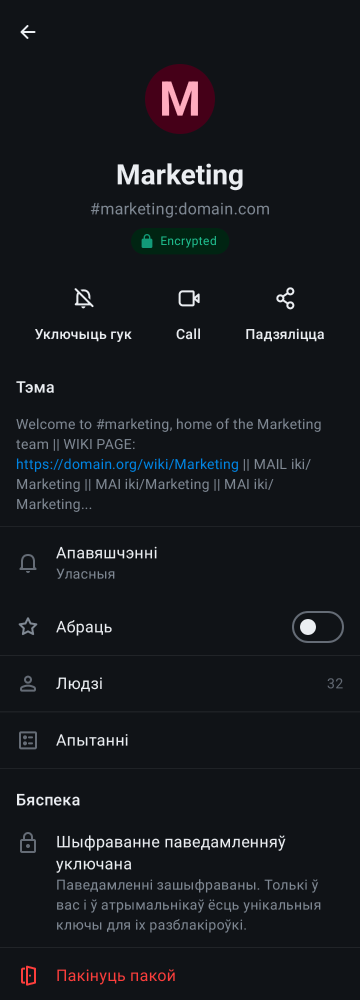 M
Marketing
#marketing:domain.com
Encrypted
Уключыць гук
Call
Падзяліцца
Тэма
Welcome to #marketing, home of the Marketing
team || WIKI PAGE:
https://domain.org/wiki/Marketing || MAIL iki/
Marketing || MAI iki/Marketing || MAI iki/
Marketing...
Апавяшчэнні
Уласныя
Абраць
Людзі
32
Апытанні
Бяспека
Шыфраванне паведамленняў
уключана
Паведамленні зашыфраваны. Толькі ў
вас і ў атрымальнікаў ёсць унікальныя
ключы для іх разблакіроўкі.
Пакінуць пакой